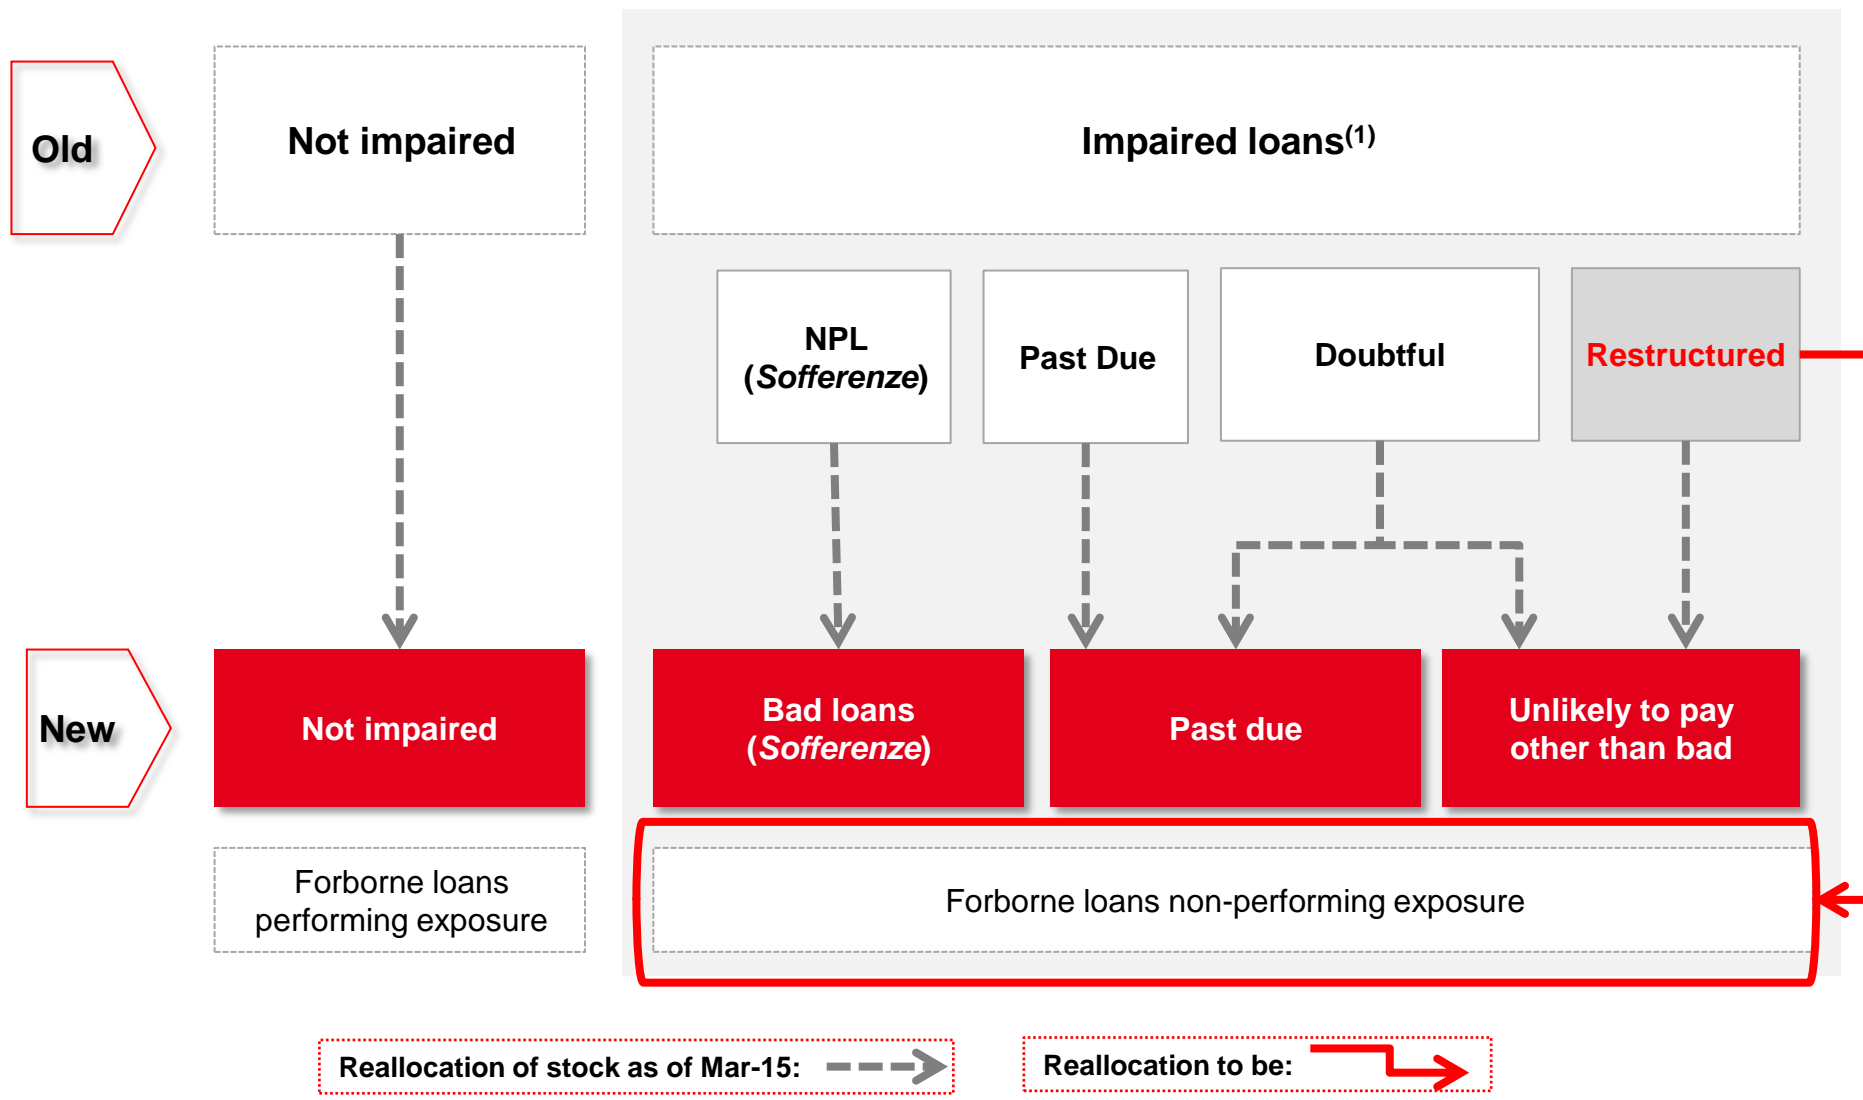 Old
Not impaired
Impaired loans(1)
NPL
(Sofferenze)
Past Due
Doubtful
Restructured
New
Not impaired
Bad loans
(Sofferenze)
Past due
Unlikely to pay
other than bad
Forborne loans
performing exposure
Forborne loans non-performing exposure
Reallocation of stock as of Mar-15:
Reallocation to be: